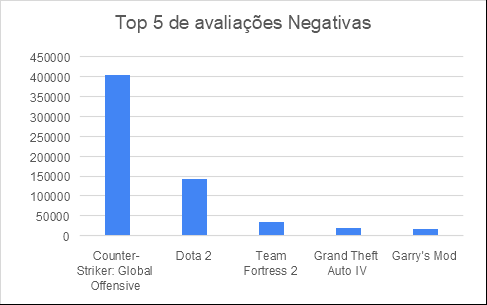 Top 5 de avaliações Negativas
450000
400000
350000
300000
250000
200000
150000
100000
50000
0
Counter-
Striker: Global
Offensive
Dota 2
Team
Fortress 2
Grand Theft
Auto IV
Garry's Mod